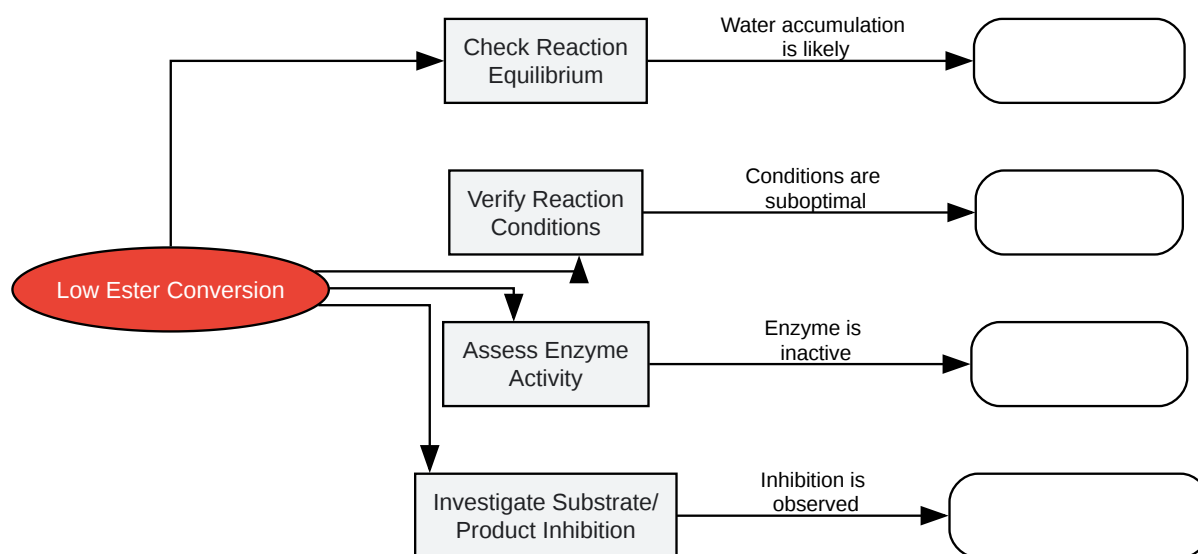 Check Reaction
Equilibrium
Water accumulation
is likely
Verify Reaction
Conditions
Conditions are
suboptimal
Low Ester Conversion
Assess Enzyme
Activity
Enzyme is
inactive
Investigate Substrate/
Product Inhibition
Inhibition is
observed